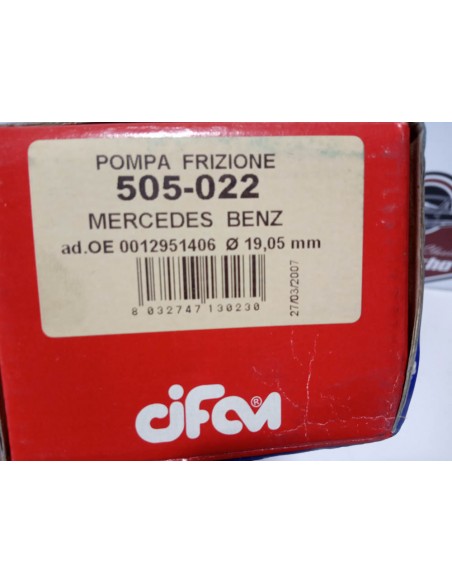 POMPA FRIZIONE
505-022
MERCEDES BENZ
ad.OE 0012951406 Ø 19,05 mm
8 032747 130230
27/03/2007
CIFAM®